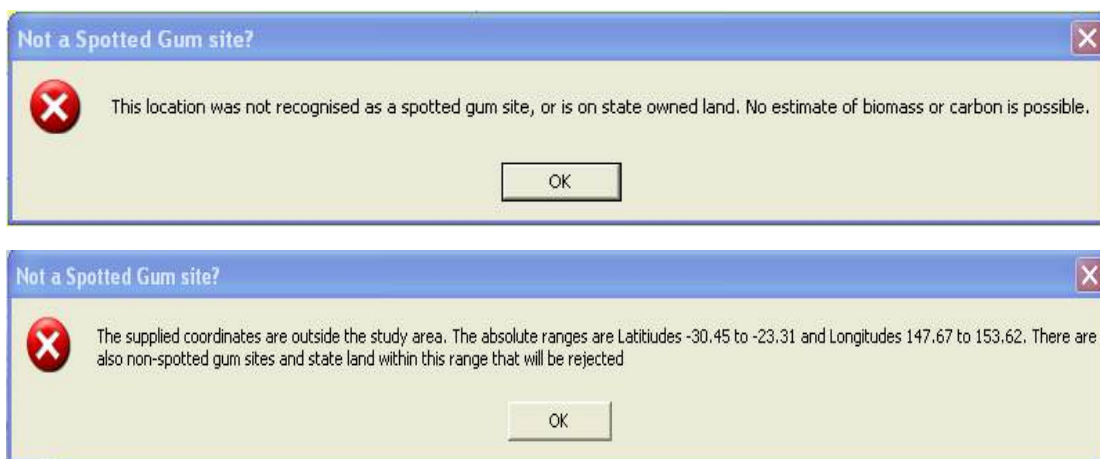 Not a Spotted Gum site?
This location was not recognised as a spotted gum site, or is on state owned land. No estimate of biomass or carbon is possible.
OK
Not a Spotted Gum site?
The supplied coordinates are outside the study area. The absolute ranges are Latitiudes -30.45 to -23.31 and Longitudes 147.67 to 153.62. There are
also non-spotted gum sites and state land within this range that will be rejected
OK